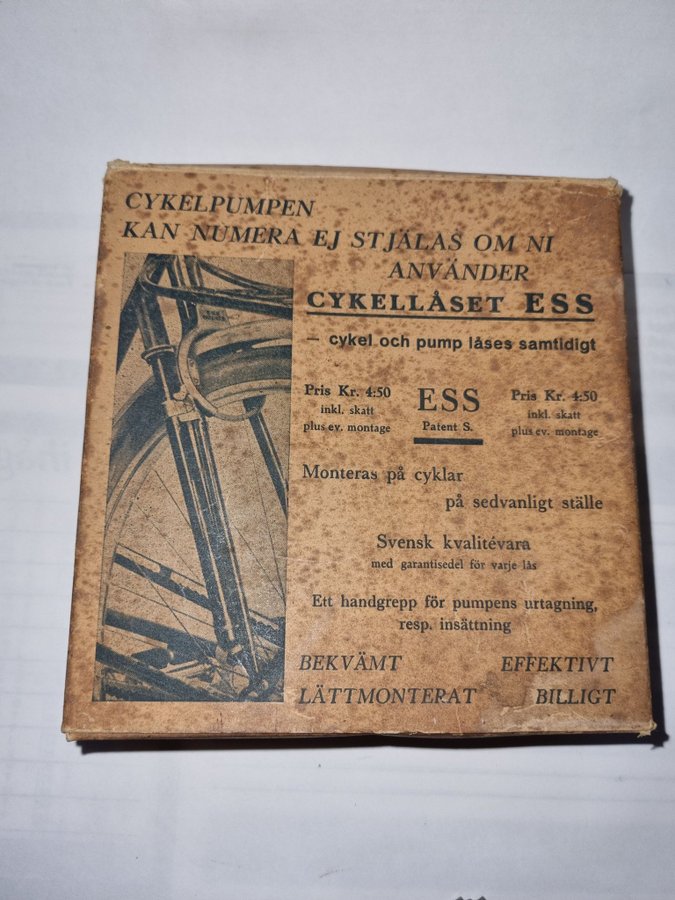 CYKELPUMPEN
KAN NUMERA EJ STJÄLAS OM NI
ANVÄNDER
CYKELLÅSET ESS
— cykel och pump låses samtidigt
Pris Kr. 4:50
inkl. skatt
plus ev. montage
ESS
Patent S.
Pris Kr. 4:50
inkl. skatt
plus ev. montage
Monteras på cyklar
på sedvanligt ställe
Svensk kvalitévara
med garantisedel för varje lås
Ett handgrepp för pumpens urtagning,
resp. insättning
BEKVÄMT EFFEKTIVT
LÄTTMONTERAT BILLIGT